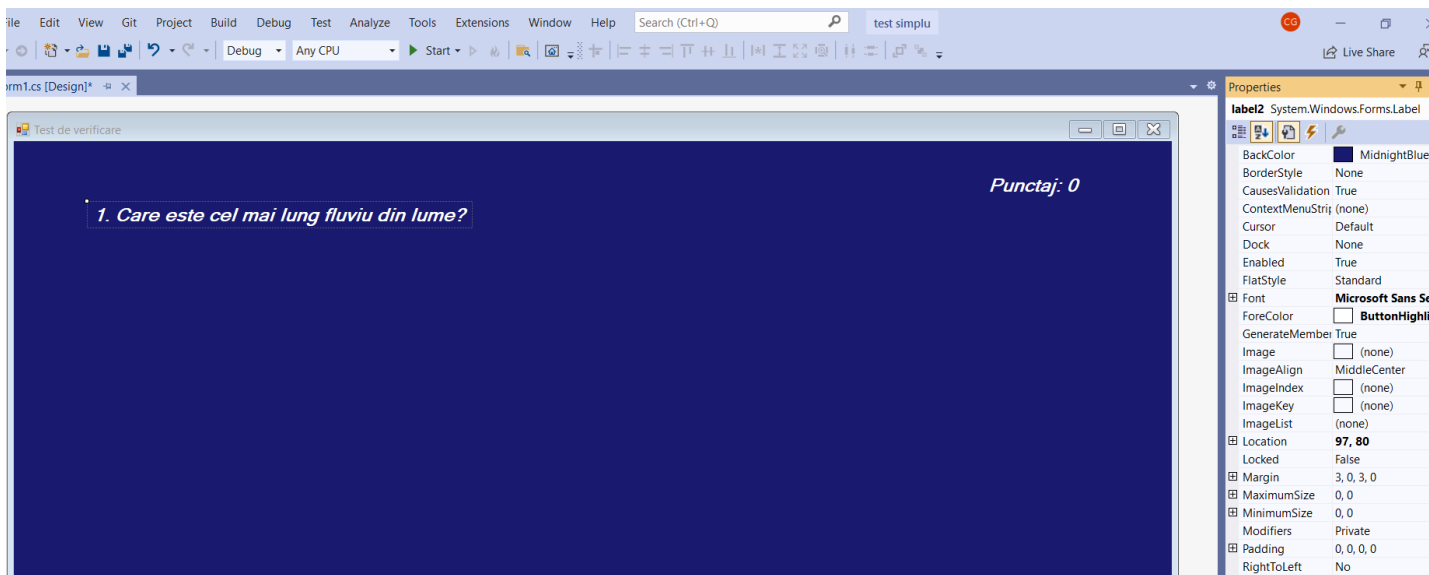 File Edit View Git Project Build Debug Test Analyze Tools Extensions Window Help Search (Ctrl+Q) test simplu CG
Debug Any CPU Start Live Share
orm1.cs [Design]*
Properties
label2 System.Windows.Forms.Label
Test de verificare
Punctaj: 0
1. Care este cel mai lung fluviu din lume?
BackColor MidnightBlue
BorderStyle None
CausesValidation True
ContextMenuStrip (none)
Cursor Default
Dock None
Enabled True
FlatStyle Standard
Font Microsoft Sans Se
ForeColor ButtonHighli
GenerateMember True
Image (none)
ImageAlign MiddleCenter
ImageIndex (none)
ImageKey (none)
ImageList (none)
Location 97, 80
Locked False
Margin 3, 0, 3, 0
MaximumSize 0, 0
MinimumSize 0, 0
Modifiers Private
Padding 0, 0, 0, 0
RightToLeft No